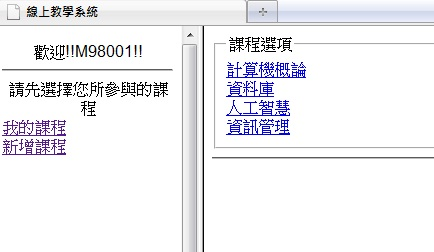 線上教學系統
歡迎!!M98001!!
請先選擇您所參與的課
程
我的課程
新增課程
課程選項
計算機概論
資料庫
人工智慧
資訊管理